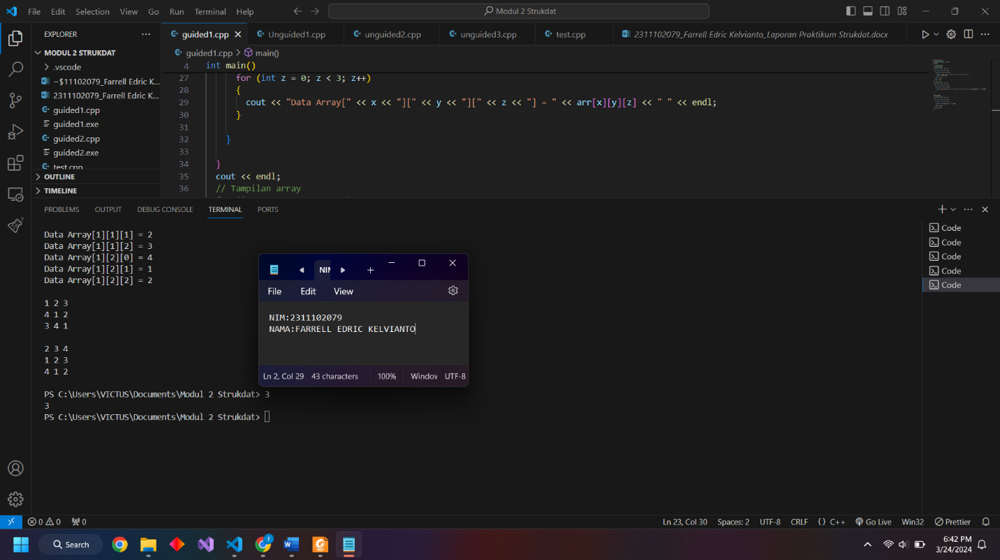 File Edit Selection View Go Run Terminal Help
Modul 2 Strukdat
EXPLORER
guided1.cpp
Unguided1.cpp
unguided2.cpp
unguided3.cpp
test.cpp
2311102079_Farrell Edric Kelvianto_Laporan Praktikum Strukdat.docx
MODUL 2 STRUKDAT
.vscode
~$11102079_Farrell Edric K...
2311102079_Farrell Edric K...
guided1.cpp
guided1.exe
guided2.cpp
guided2.exe
test.cpp
OUTLINE
TIMELINE
guided1.cpp > main()
4 int main()
27 for (int z = 0; z < 3; z++)
28 {
29 cout << "Data Array[" << x << "][" << y << "][" << z << "] = " << arr[x][y][z] << " " << endl;
30 }
31
32 }
33
34 }
35 cout << endl;
36 // Tampilan array
PROBLEMS OUTPUT DEBUG CONSOLE TERMINAL PORTS
Data Array[1][1][1] = 2
Data Array[1][1][2] = 3
Data Array[1][2][0] = 4
Data Array[1][2][1] = 1
Data Array[1][2][2] = 2
1 2 3
4 1 2
3 4 1
2 3 4
1 2 3
4 1 2
PS C:\Users\VICTUS\Documents\Modul 2 Strukdat> 3
3
PS C:\Users\VICTUS\Documents\Modul 2 Strukdat>
Code
Code
Code
Code
Code
NIM
File Edit View
NIM:2311102079
NAMA:FARRELL EDRIC KELVIANTO
Ln 2, Col 29 43 characters 100% Window UTF-8
0 0 0
Ln 23, Col 30 Spaces: 2 UTF-8 CRLF {} C++ Go Live Win32 Prettier
Search
6:42 PM
3/24/2024